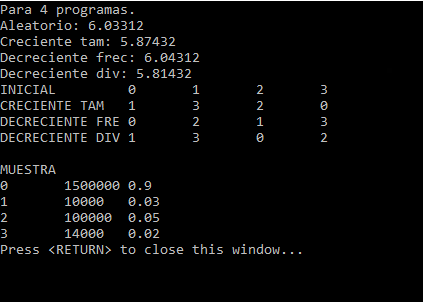 Para 4 programas.
Aleatorio: 6.03312
Creciente tam: 5.87432
Decreciente frec: 6.04312
Decreciente div: 5.81432
INICIAL 0 1 2 3
CRECIENTE TAM 1 3 2 0
DECRECIENTE FRE 0 2 1 3
DECRECIENTE DIV 1 3 0 2
MUESTRA
0 1500000 0.9
1 10000 0.03
2 100000 0.05
3 14000 0.02
Press <RETURN> to close this window...